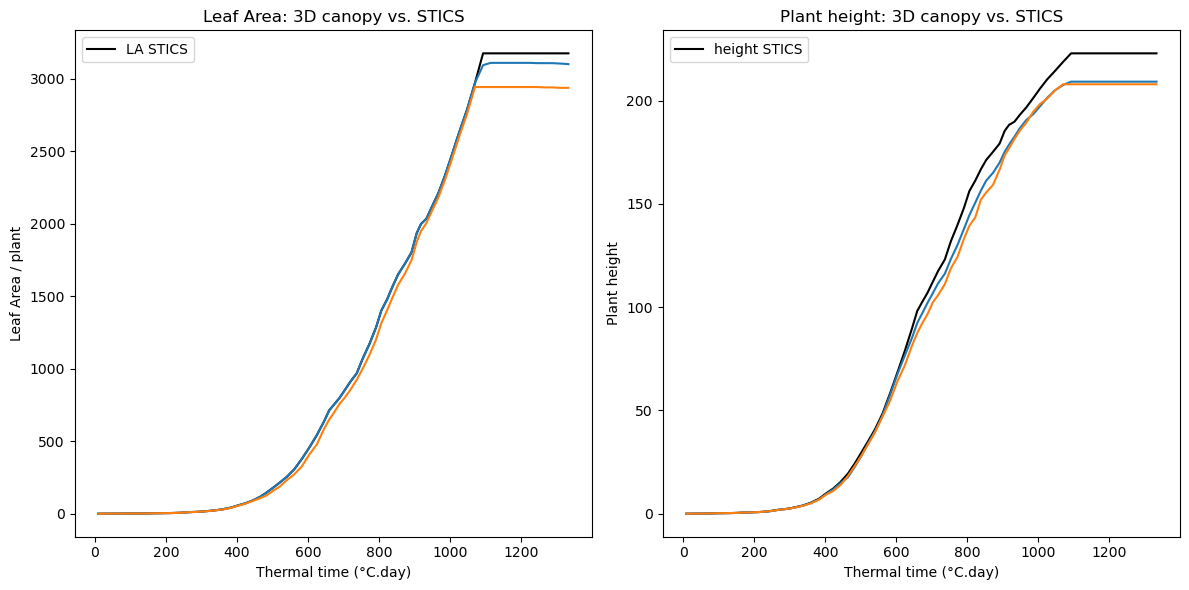 Leaf Area: 3D canopy vs. STICS
LA STICS
Leaf Area / plant
3000
2500
2000
1500
1000
500
0
0 200 400 600 800 1000 1200
Thermal time (°C.day)
Plant height: 3D canopy vs. STICS
height STICS
Plant height
200
150
100
50
0
0 200 400 600 800 1000 1200
Thermal time (°C.day)